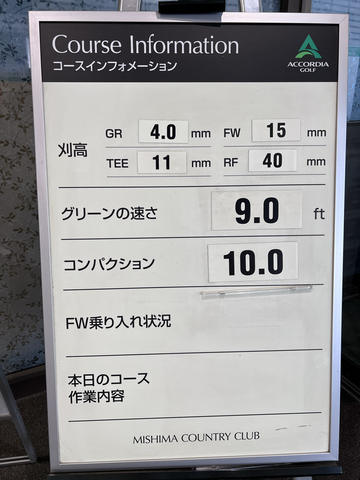 Course Information
コースインフォメーション
ACCORDIA
GOLF
刈高
GR 4.0 mm FW 15 mm
TEE 11 mm RF 40 mm
グリーンの速さ 9.0 ft
コンパクション 10.0
FW乗り入れ状況
本日のコース
作業内容
MISHIMA COUNTRY CLUB